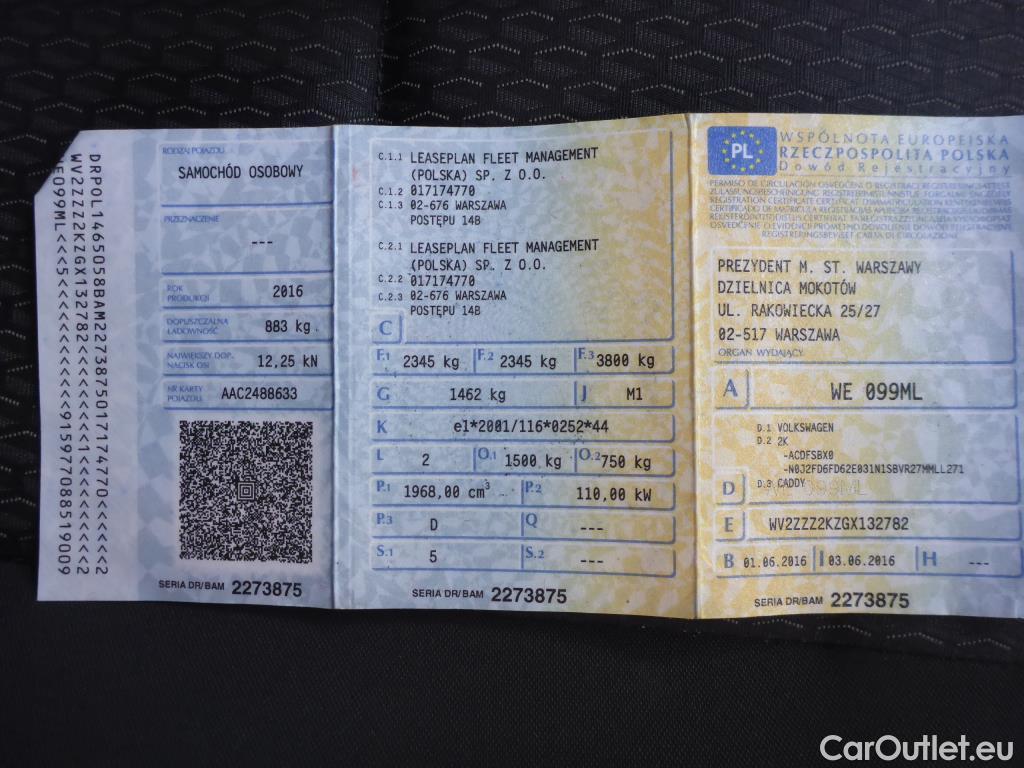 DRPOL1465058BAM2273875017174770<<<<<<2
WV2ZZZ2KZGX132782<<<<<<<<<<<1<<<<<<<<2
WE099ML<<<5<<<<<<<<<<<<9159770885190 09
RODZAJ POJAZDU
SAMOCHÓD OSOBOWY
PRZEZNACZENIE
---
ROK
PRODUKCJI
2016
DOPUSZCZALNA
ŁADOWNOŚĆ
883 kg
NAJWIĘKSZY DOP.
NACISK OSI
12,25 kN
NR KARTY
POJAZDU
AAC2488633
SERIA DR/BAM 2273875
C.1.1 LEASEPLAN FLEET MANAGEMENT
(POLSKA) SP. Z O.O.
C.1.2 017174770
C.1.3 02-676 WARSZAWA
POSTĘPU 14B
C.2.1 LEASEPLAN FLEET MANAGEMENT
(POLSKA) SP. Z O.O.
C.2.2 017174770
C.2.3 02-676 WARSZAWA
POSTĘPU 14B
C
F.1 2345 kg F.2 2345 kg F.3 3800 kg
G 1462 kg J M1
K e1*2001/116*0252*44
L 2 O.1 1500 kg O.2 750 kg
P.1 1968,00 cm³ P.2 110,00 kW
P.3 D Q ---
S.1 5 S.2 ---
SERIA DR/BAM 2273875
PL
WSPÓLNOTA EUROPEJSKA
RZECZPOSPOLITA POLSKA
Dowód Rejestracyjny
PREZYDENT M. ST. WARSZAWY
DZIELNICA MOKOTÓW
UL. RAKOWIECKA 25/27
02-517 WARSZAWA
ORGAN WYDAJĄCY
A WE 099ML
D.1 VOLKSWAGEN
D.2 2K
-ACDFSBX0
-N0J2FD6FD62E031N1SBVR27MMLL271
D D.3 CADDY
WE 099ML
E WV2ZZZ2KZGX132782
B 01.06.2016 I 03.06.2016 H ---
SERIA DR/BAM 2273875
CarOutlet.eu